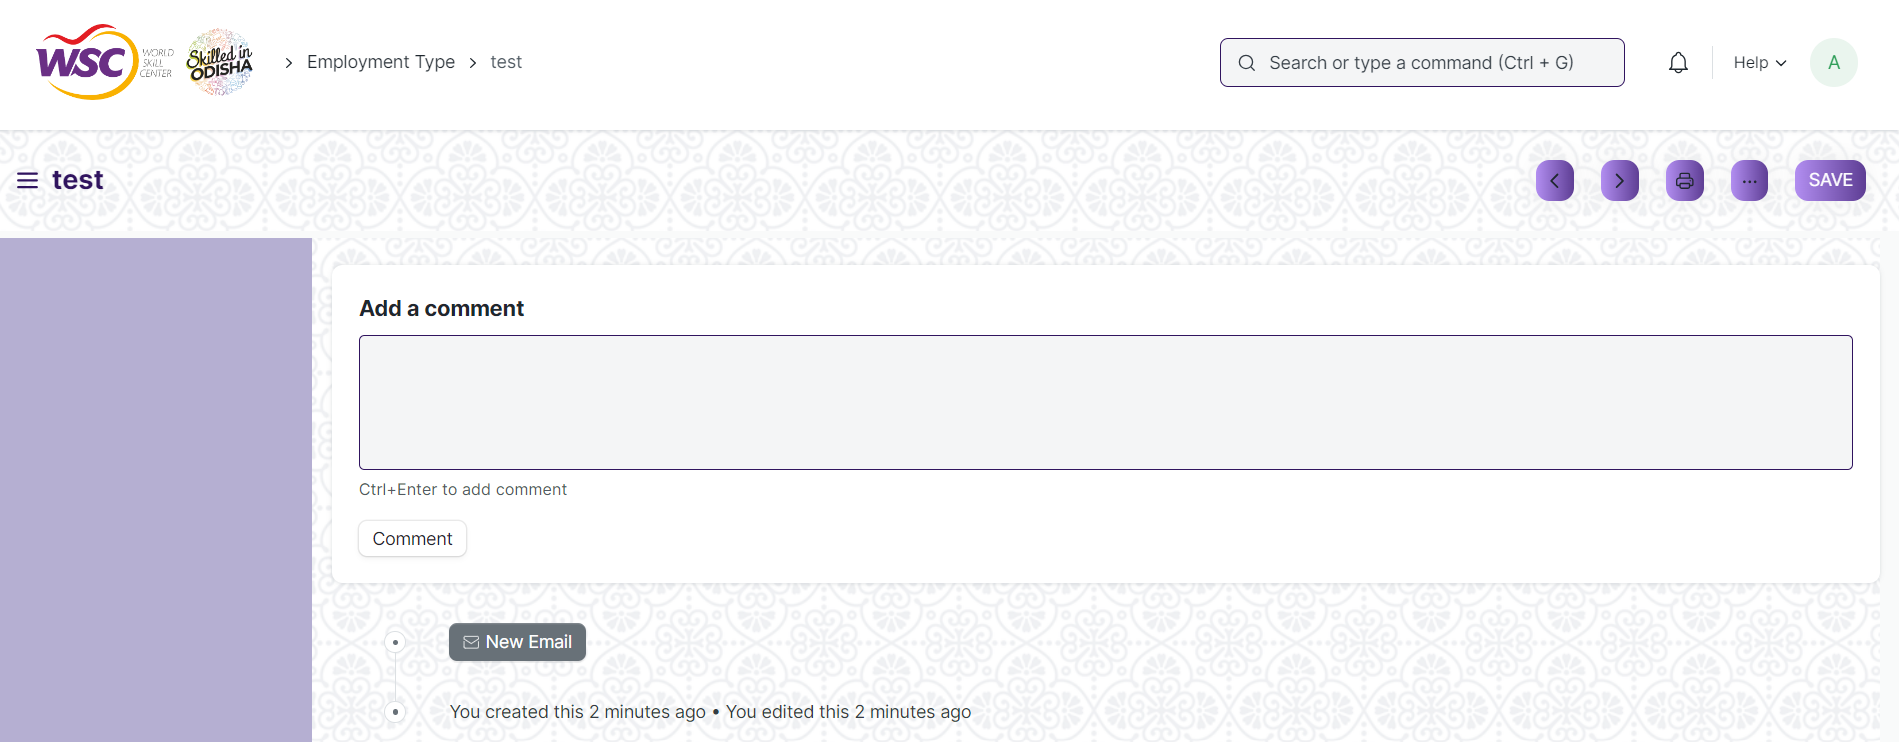 WSC
WORLD
SKILL
CENTER
Skilled in
ODISHA
Employment Type
test
Search or type a command (Ctrl + G)
Help
A
test
...
SAVE
Add a comment
Ctrl+Enter to add comment
Comment
New Email
You created this 2 minutes ago • You edited this 2 minutes ago